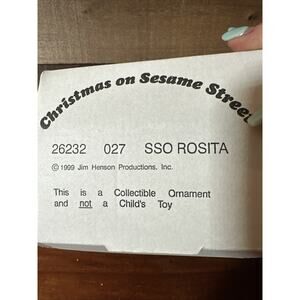 Christmas on Sesame Street
26232 027 SSO ROSITA
© 1999 Jim Henson Productions, Inc.
This is a Collectible Ornament
and not a Child's Toy